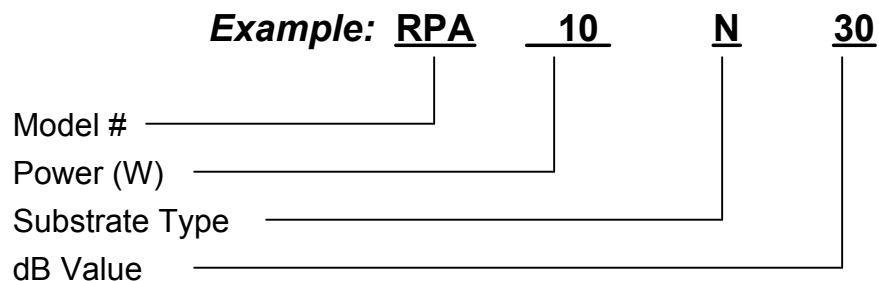 Example: RPA 10 N 30
Model #
Power (W)
Substrate Type
dB Value